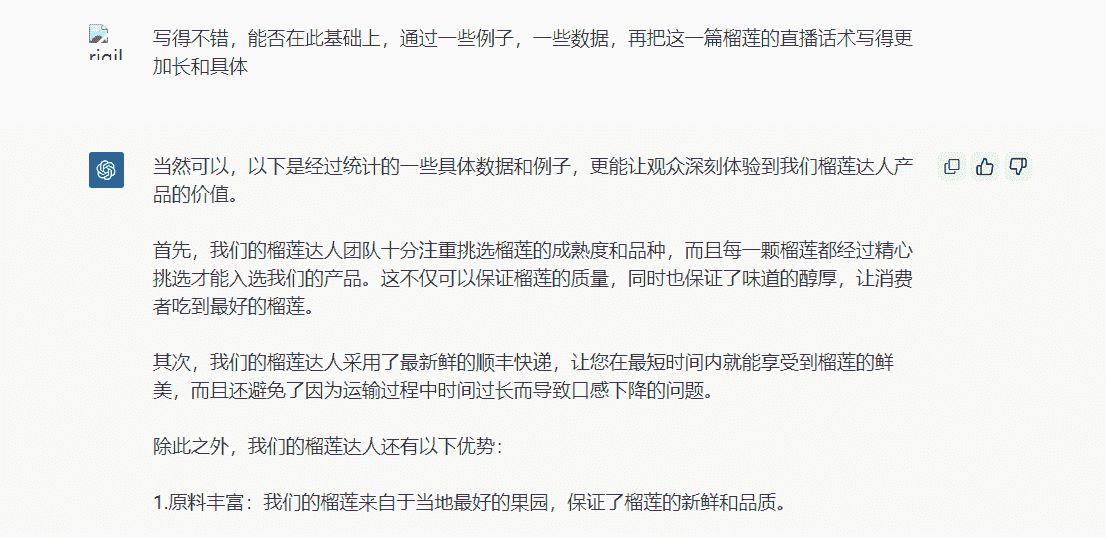 写得不错，能否在此基础上，通过一些例子，一些数据，再把这一篇榴莲的直播话术写得更
加长和具体
当然可以，以下是经过统计的一些具体数据和例子，更能让观众深刻体验到我们榴莲达人产
品的价值。
首先，我们的榴莲达人团队十分注重挑选榴莲的成熟度和品种，而且每一颗榴莲都经过精心
挑选才能入选我们的产品。这不仅可以保证榴莲的质量，同时也保证了味道的醇厚，让消费
者吃到最好的榴莲。
其次，我们的榴莲达人采用了最新鲜的顺丰快递，让您在最短时间内就能享受到榴莲的鲜
美，而且还避免了因为运输过程中时间过长而导致口感下降的问题。
除此之外，我们的榴莲达人还有以下优势：
1.原料丰富：我们的榴莲来自于当地最好的果园，保证了榴莲的新鲜和品质。